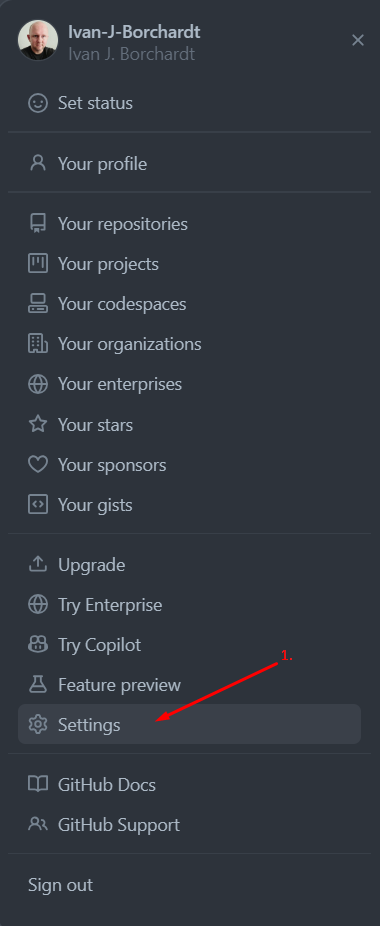 Ivan-J-Borchardt
Ivan J. Borchardt
Set status
Your profile
Your repositories
Your projects
Your codespaces
Your organizations
Your enterprises
Your stars
Your sponsors
Your gists
Upgrade
Try Enterprise
Try Copilot
1.
Feature preview
Settings
GitHub Docs
GitHub Support
Sign out